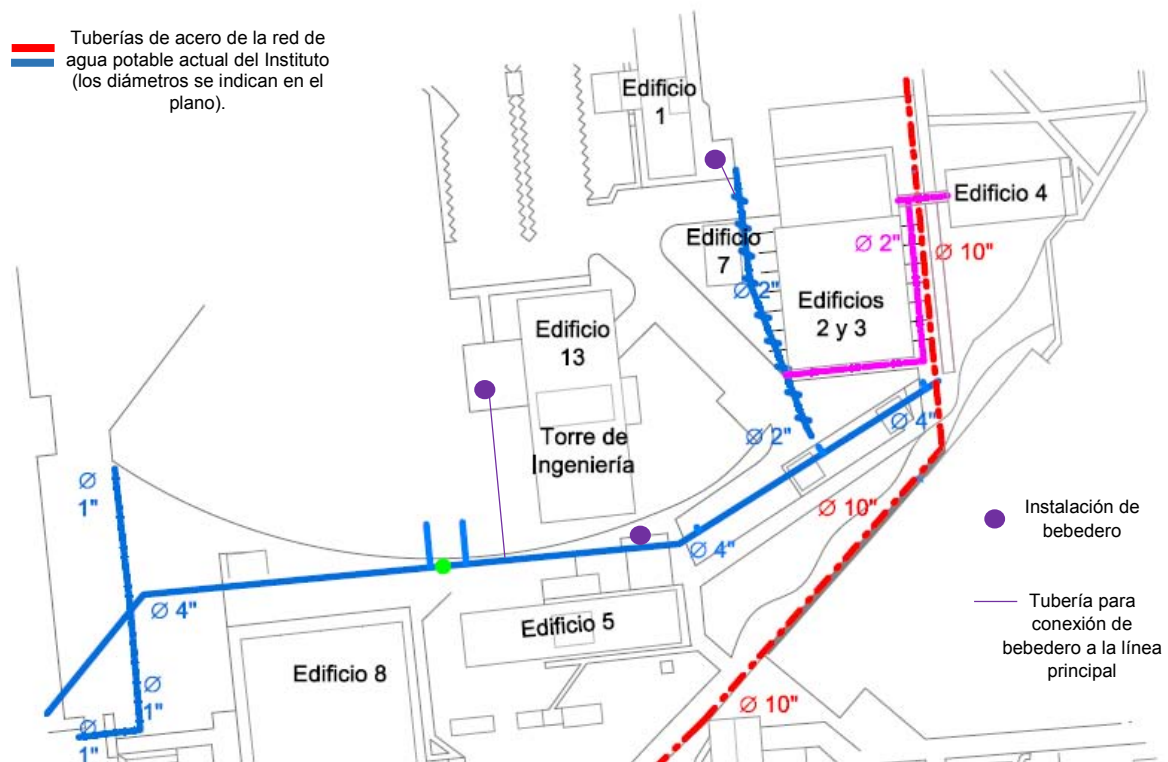 Tuberías de acero de la red de
agua potable actual del Instituto
(los diámetros se indican en el
plano).
Edificio
1
Edificio 4
Edificio
7
Ø 2"
Ø 10"
Ø 2"
Edificios
2 y 3
Edificio
13
Torre de
Ingeniería
Ø 2"
Ø 4"
Ø
1"
Ø 10"
Instalación de
bebedero
Ø 4"
Ø 4"
Tubería para
conexión de
bebedero a la línea
principal
Edificio 5
Edificio 8
Ø
1"
Ø
1"
Ø 10"